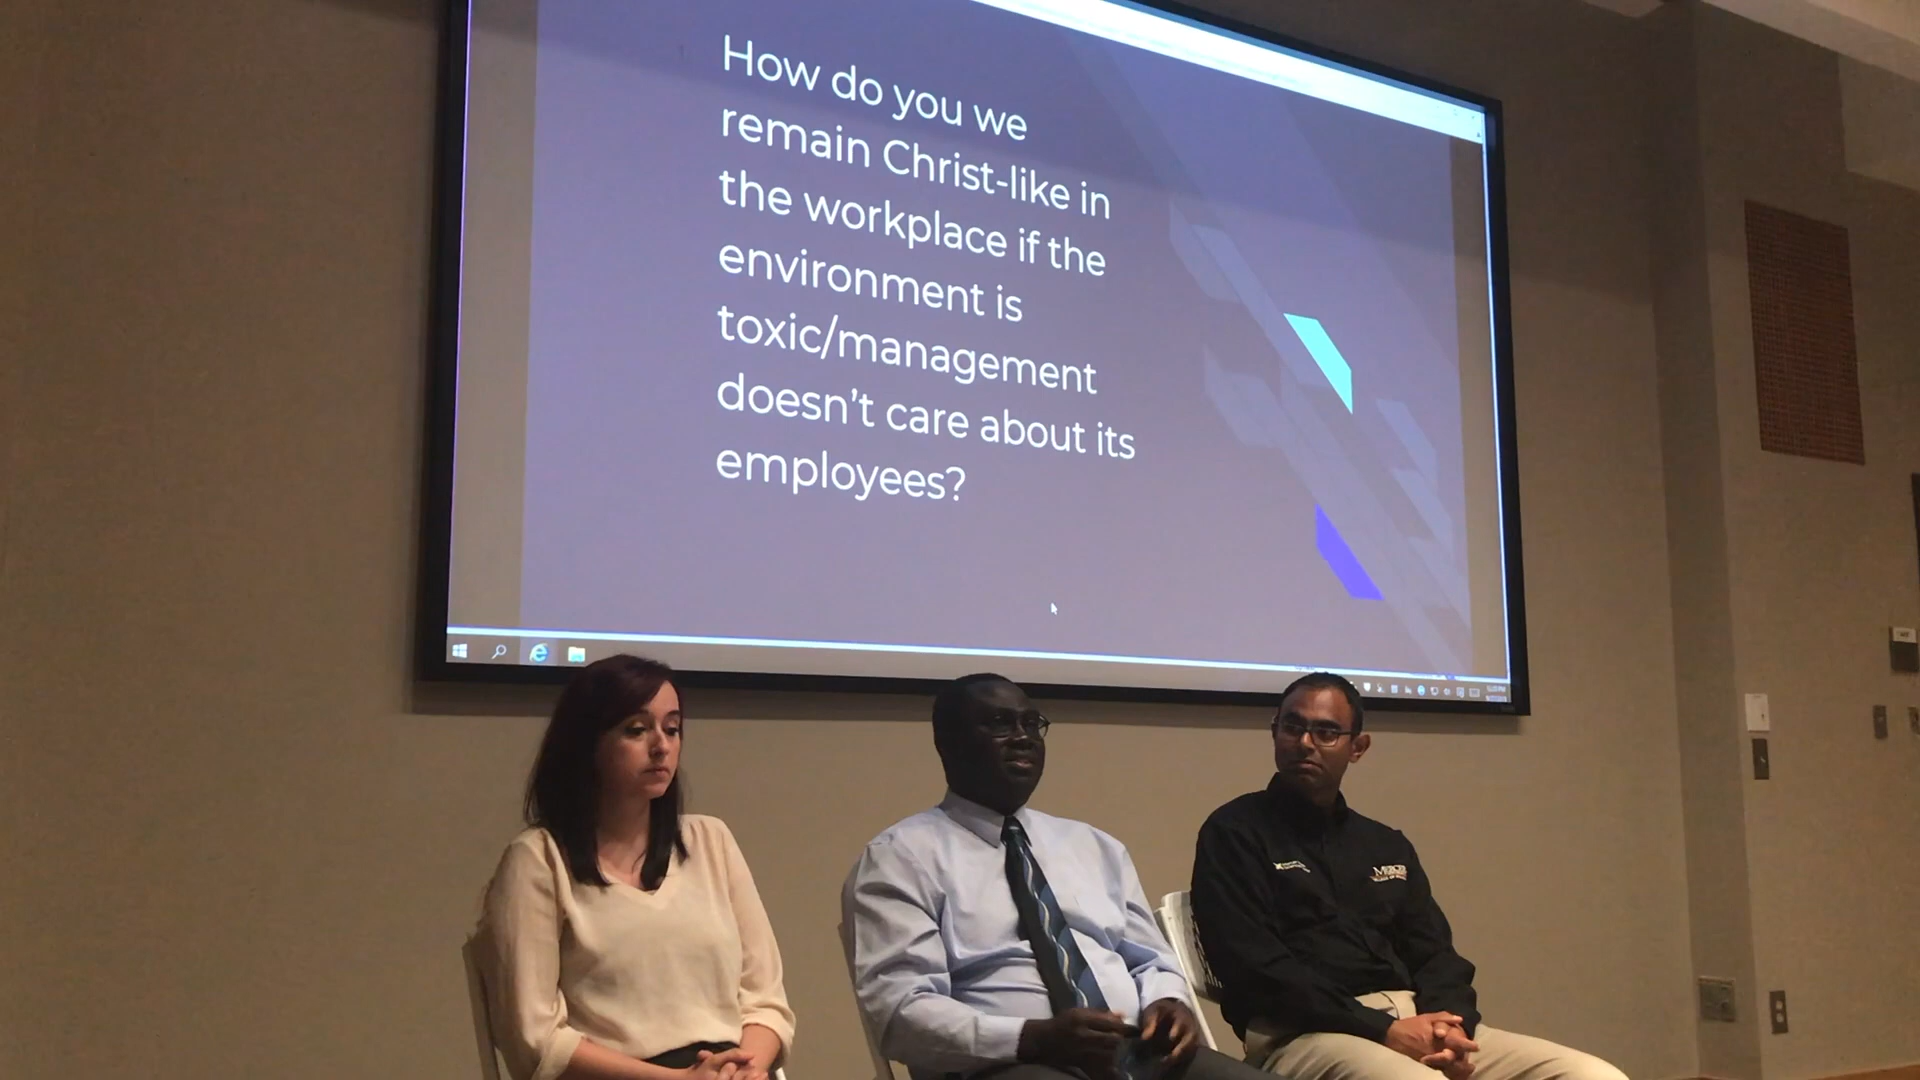 How do you we
remain Christ-like in
the workplace if the
environment is
toxic/management
doesn't care about its
employees?
MERCER